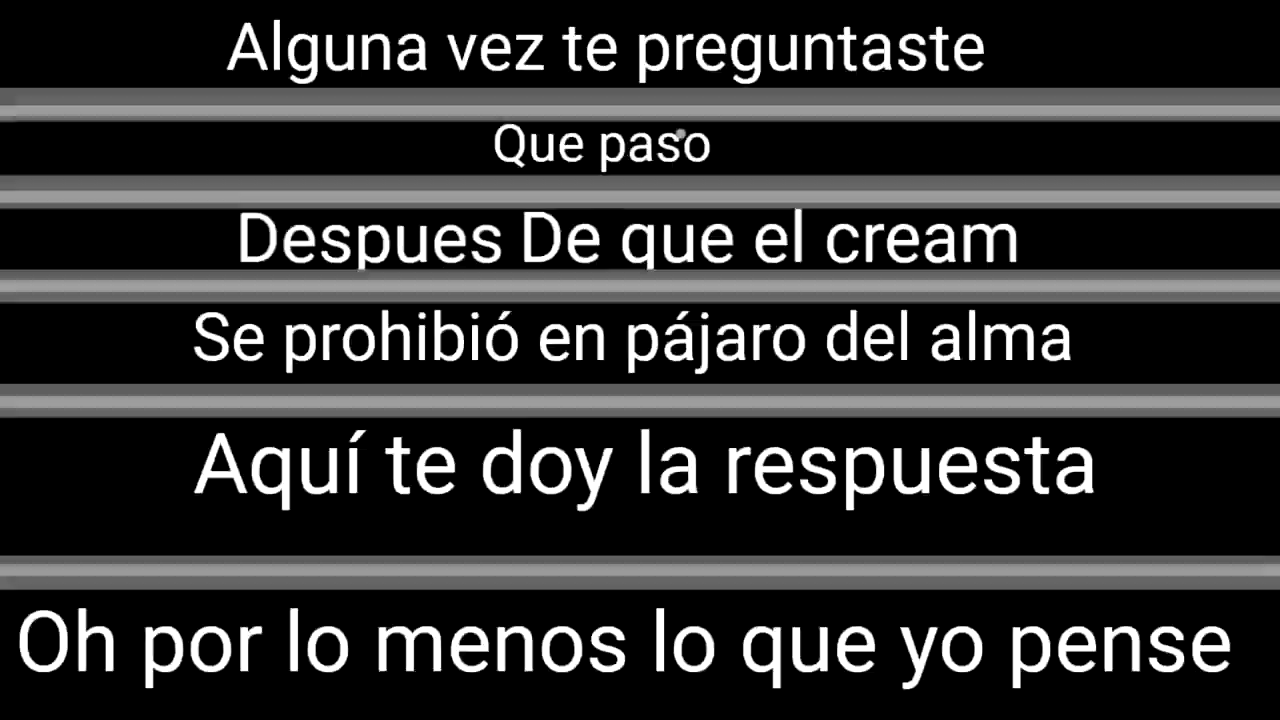 Alguna vez te preguntaste
Que paso
Despues De que el cream
Se prohibió en pájaro del alma
Aquí te doy la respuesta
Oh por lo menos lo que yo pense